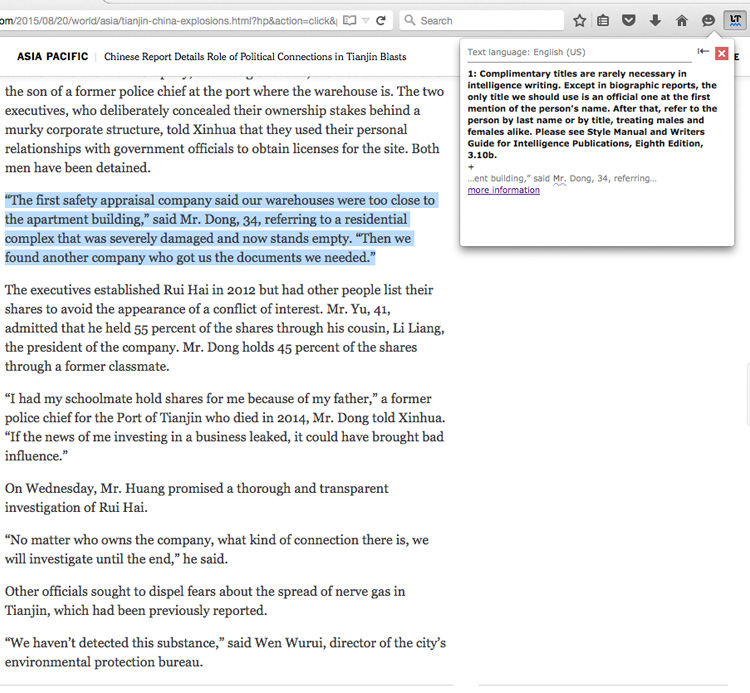 om/2015/08/20/world/asia/tianjin-china-explosions.html?hp&action=click&
Search
LT
ASIA PACIFIC | Chinese Report Details Role of Political Connections in Tianjin Blasts
E
the son of a former police chief at the port where the warehouse is. The two
executives, who deliberately concealed their ownership stakes behind a
murky corporate structure, told Xinhua that they used their personal
relationships with government officials to obtain licenses for the site. Both
men have been detained.
“The first safety appraisal company said our warehouses were too close to
the apartment building,” said Mr. Dong, 34, referring to a residential
complex that was severely damaged and now stands empty. “Then we
found another company who got us the documents we needed.”
The executives established Rui Hai in 2012 but had other people list their
shares to avoid the appearance of a conflict of interest. Mr. Yu, 41,
admitted that he held 55 percent of the shares through his cousin, Li Liang,
the president of the company. Mr. Dong holds 45 percent of the shares
through a former classmate.
“I had my schoolmate hold shares for me because of my father,” a former
police chief for the Port of Tianjin who died in 2014, Mr. Dong told Xinhua.
“If the news of me investing in a business leaked, it could have brought bad
influence.”
On Wednesday, Mr. Huang promised a thorough and transparent
investigation of Rui Hai.
“No matter who owns the company, what kind of connection there is, we
will investigate until the end,” he said.
Other officials sought to dispel fears about the spread of nerve gas in
Tianjin, which had been previously reported.
“We haven’t detected this substance,” said Wen Wurui, director of the city’s
environmental protection bureau.
Text language: English (US)
1: Complimentary titles are rarely necessary in
intelligence writing. Except in biographic reports, the
only title we should use is an official one at the first
mention of the person's name. After that, refer to the
person by last name or by title, treating males and
females alike. Please see Style Manual and Writers
Guide for Intelligence Publications, Eighth Edition,
3.10b.
+
...ent building,” said Mr. Dong, 34, referring...
more information